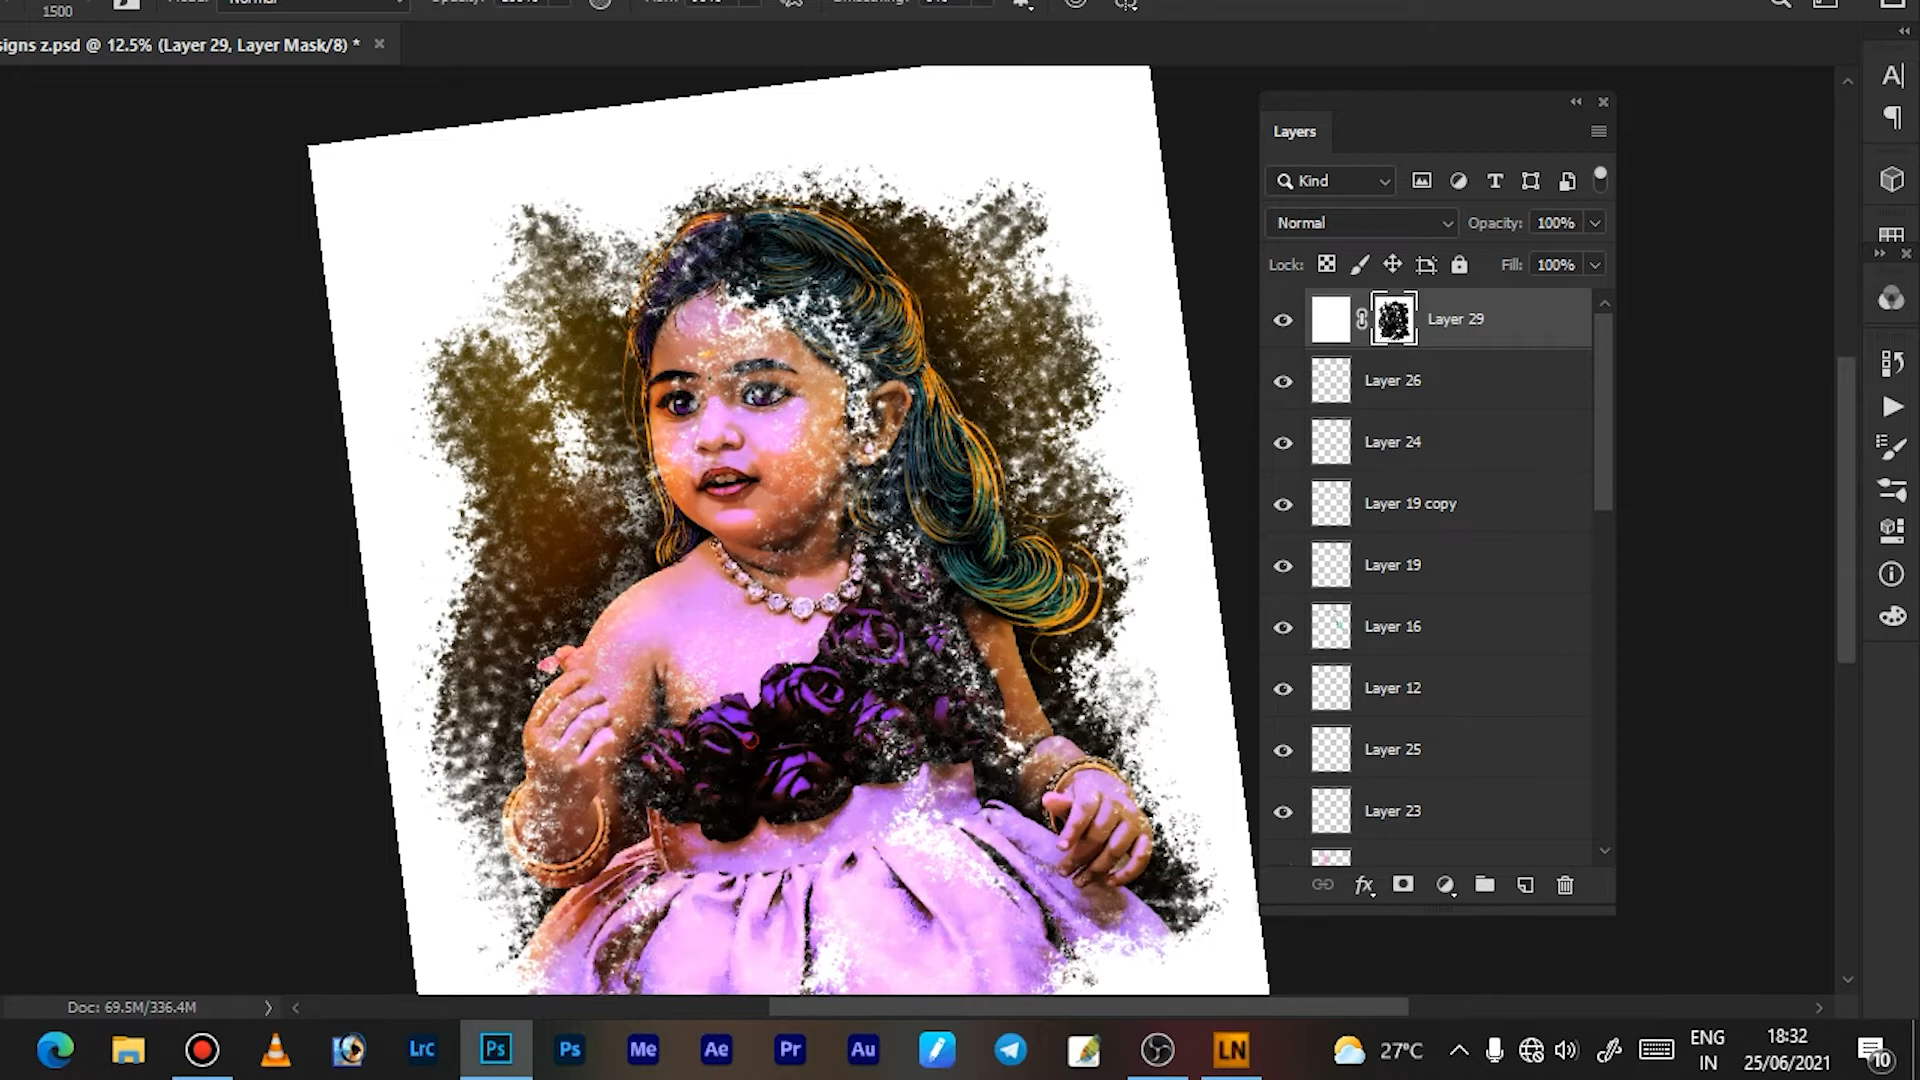 1500
Normal
signs z.psd @ 12.5% (Layer 29, Layer Mask/8) *
A|
Layers
Kind
T
Normal Opacity: 100%
Lock: Fill: 100%
Layer 29
Layer 26
Layer 24
Layer 19 copy
Layer 19
Layer 16
Layer 12
Layer 25
Layer 23
fx
Doc: 69.5M/336.4M
LrC Ps Ps Me Ae Pr Au LN 27°C ENG IN 18:32 25/06/2021 10